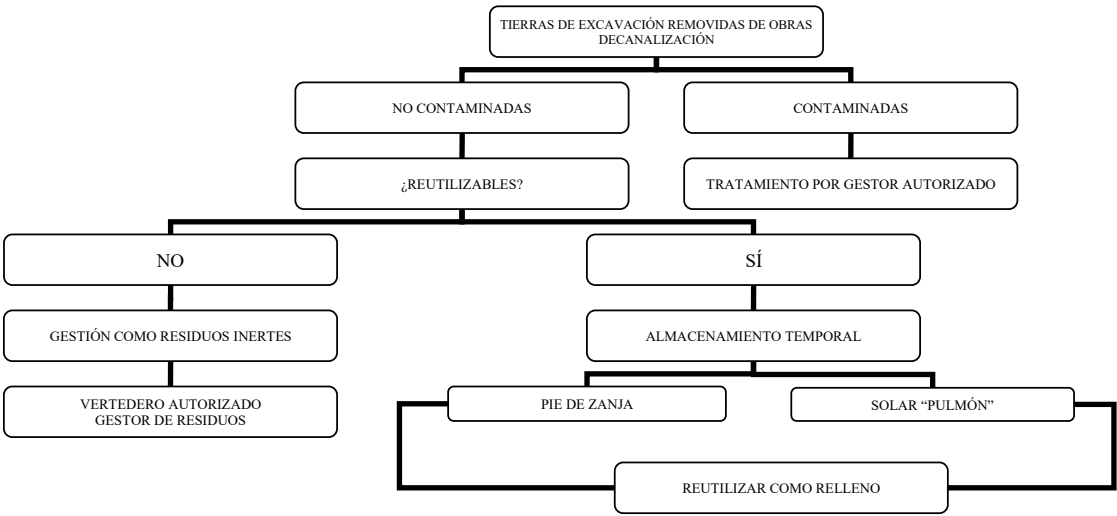 TIERRAS DE EXCAVACIÓN REMOVIDAS DE OBRAS
DECANALIZACIÓN
NO CONTAMINADAS
CONTAMINADAS
¿REUTILIZABLES?
TRATAMIENTO POR GESTOR AUTORIZADO
NO
SÍ
GESTIÓN COMO RESIDUOS INERTES
ALMACENAMIENTO TEMPORAL
VERTEDERO AUTORIZADO
GESTOR DE RESIDUOS
PIE DE ZANJA
SOLAR “PULMÓN”
REUTILIZAR COMO RELLENO